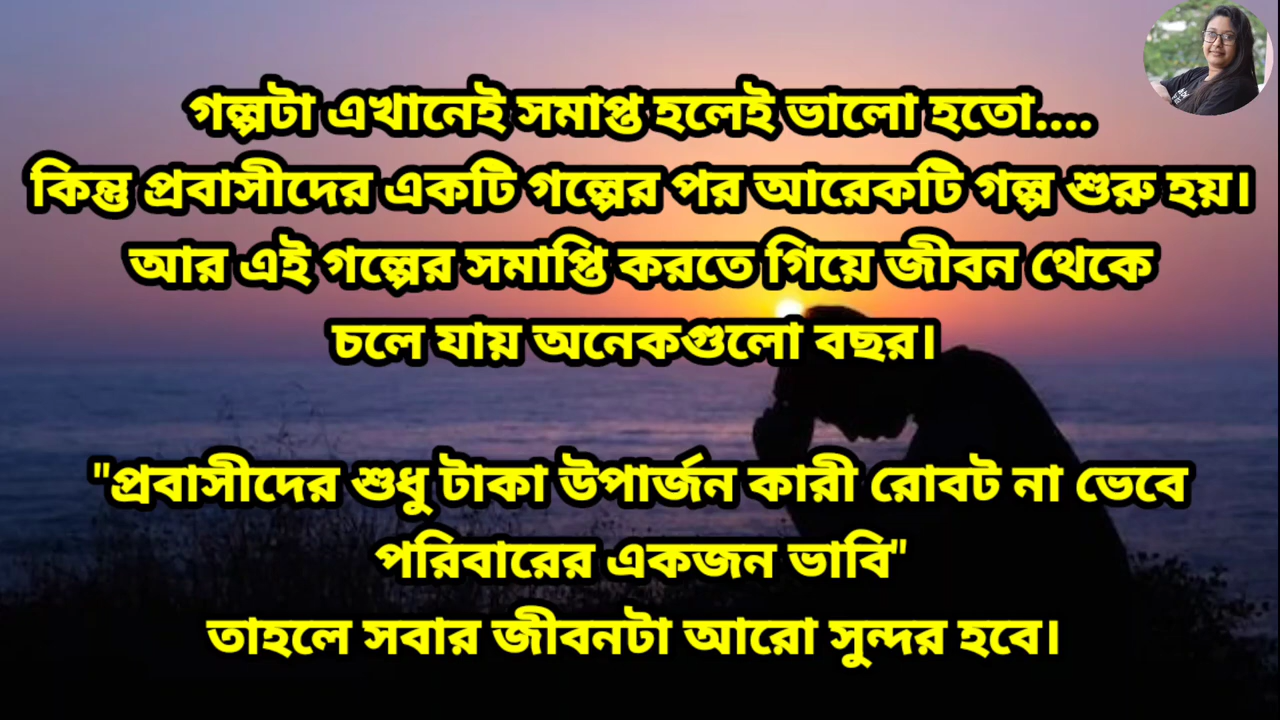 গল্পটা এখানেই সমাপ্ত হলেই ভালো হতো....
কিন্তু প্রবাসীদের একটি গল্পের পর আরেকটি গল্প শুরু হয়।
আর এই গল্পের সমাপ্তি করতে গিয়ে জীবন থেকে
চলে যায় অনেকগুলো বছর।
"প্রবাসীদের শুধু টাকা উপার্জন কারী রোবট না ভেবে
পরিবারের একজন ভাবি"
তাহলে সবার জীবনটা আরো সুন্দর হবে।